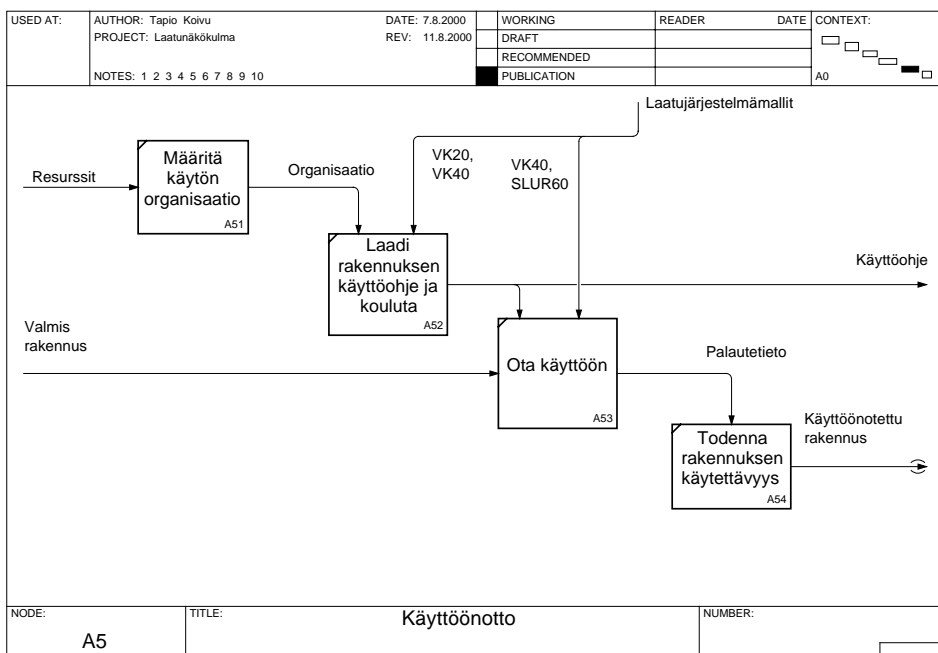 USED AT:
AUTHOR: Tapio Koivu
DATE: 7.8.2000
WORKING
READER
DATE
CONTEXT:
PROJECT: Laatunäkökulma
REV: 11.8.2000
DRAFT
RECOMMENDED
NOTES: 1 2 3 4 5 6 7 8 9 10
PUBLICATION
A0
Laatujärjestelmämallit
Resurssit
Määritä
käytön
organisaatio
A51
Organisaatio
VK20,
VK40
VK40,
SLUR60
Laadi
rakennuksen
käyttöohje ja
kouluta
A52
Käyttöohje
Valmis
rakennus
Ota käyttöön
A53
Palautetieto
Todenna
rakennuksen
käytettävyys
A54
Käyttöönotettu
rakennus
NODE:
A5
TITLE:
Käyttöönotto
NUMBER: